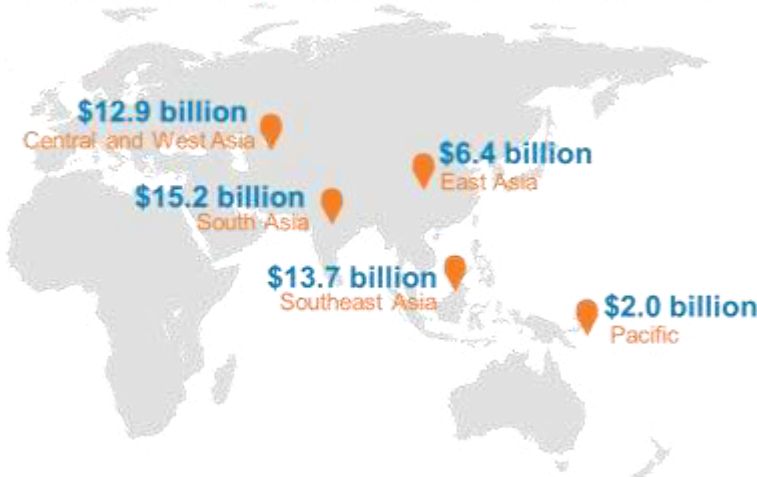 $12.9 billion
Central and West Asia
$6.4 billion
East Asia
$15.2 billion
South Asia
$13.7 billion
Southeast Asia
$2.0 billion
Pacific